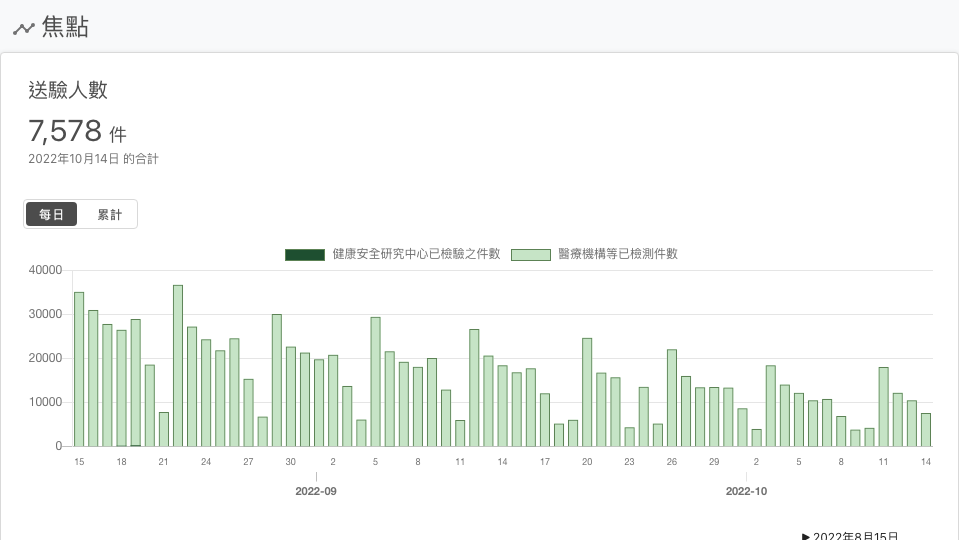 焦點
送驗人數
7,578 件
2022年10月14日 的合計
每日 累計
健康安全研究中心已檢驗之件數 醫療機構等已檢測件數
40000
30000
20000
10000
0
15 18 21 24 27 30 2 5 8 11 14 17 20 23 26 29 2 5 8 11 14
2022-09 2022-10
▶ 2022年8月15日